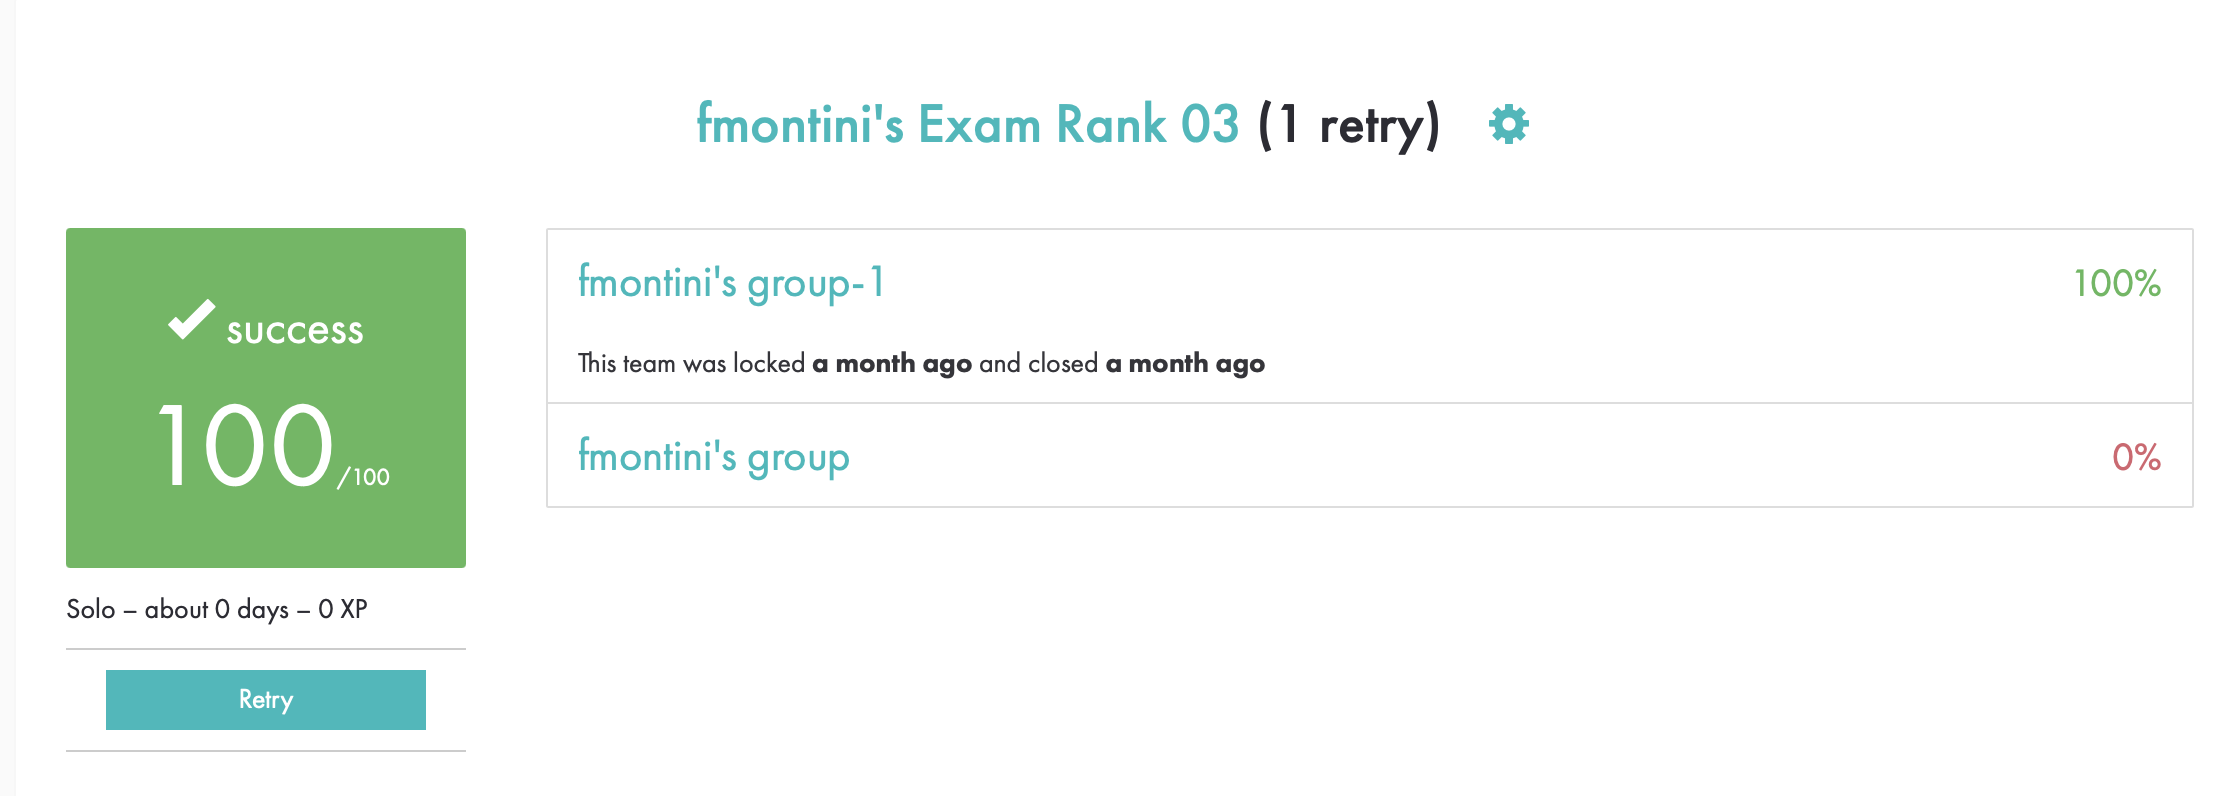 fmontini's Exam Rank 03 (1 retry)
success
100/100
Solo – about 0 days – 0 XP
Retry
fmontini's group-1
100%
This team was locked a month ago and closed a month ago
fmontini's group
0%